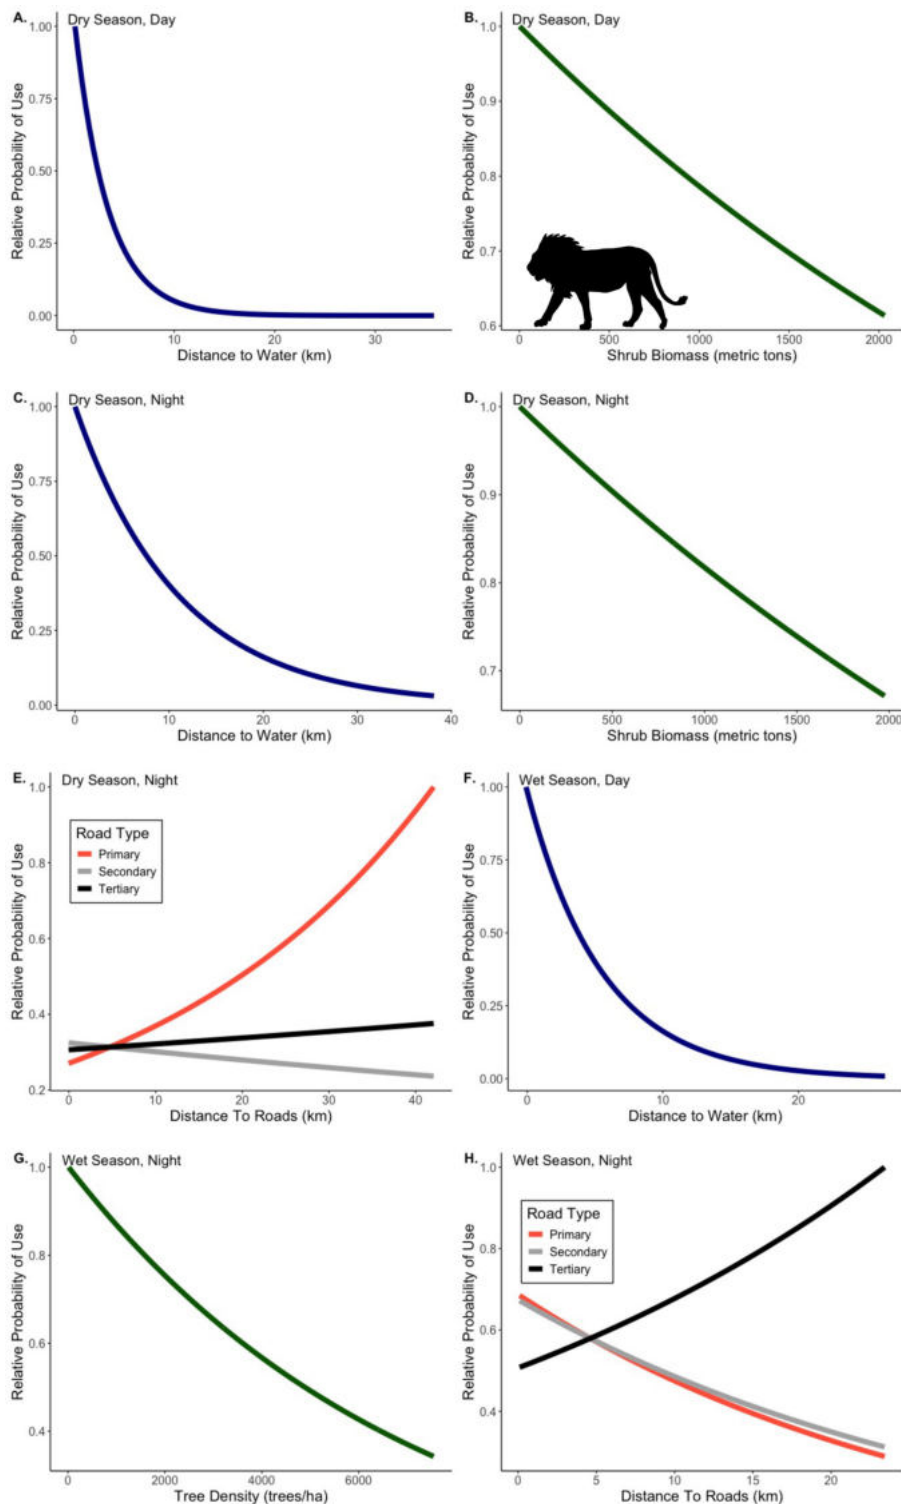 A. Dry Season, Day
1.00
0.75
0.50
0.25
0.00
Relative Probability of Use
0 10 20 30
Distance to Water (km)
B. Dry Season, Day
1.0
0.9
0.8
0.7
0.6
Relative Probability of Use
0 500 1000 1500 2000
Shrub Biomass (metric tons)
C. Dry Season, Night
1.00
0.75
0.50
0.25
0.00
Relative Probability of Use
0 10 20 30 40
Distance to Water (km)
D. Dry Season, Night
1.0
0.9
0.8
0.7
Relative Probability of Use
0 500 1000 1500 2000
Shrub Biomass (metric tons)
E. Dry Season, Night
1.0
0.8
0.6
0.4
0.2
Relative Probability of Use
Road Type
Primary
Secondary
Tertiary
0 10 20 30 40
Distance To Roads (km)
F. Wet Season, Day
1.00
0.75
0.50
0.25
0.00
Relative Probability of Use
0 10 20
Distance to Water (km)
G. Wet Season, Night
1.0
0.8
0.6
0.4
Relative Probability of Use
0 2000 4000 6000
Tree Density (trees/ha)
H. Wet Season, Night
1.0
0.8
0.6
0.4
Relative Probability of Use
Road Type
Primary
Secondary
Tertiary
0 5 10 15 20
Distance To Roads (km)